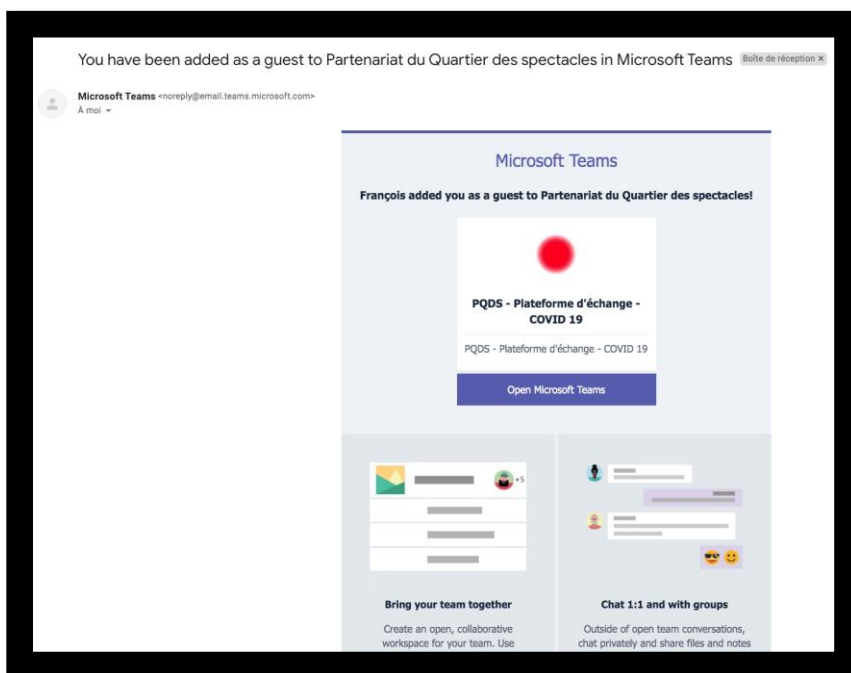 You have been added as a guest to Partenariat du Quartier des spectacles in Microsoft Teams Boîte de réception ×
Microsoft Teams <noreply@email.teams.microsoft.com>
À moi
Microsoft Teams
François added you as a guest to Partenariat du Quartier des spectacles!
PQDS - Plateforme d'échange -
COVID 19
PQDS - Plateforme d'échange - COVID 19
Open Microsoft Teams
+5
Bring your team together
Create an open, collaborative
workspace for your team. Use
Chat 1:1 and with groups
Outside of open team conversations,
chat privately and share files and notes